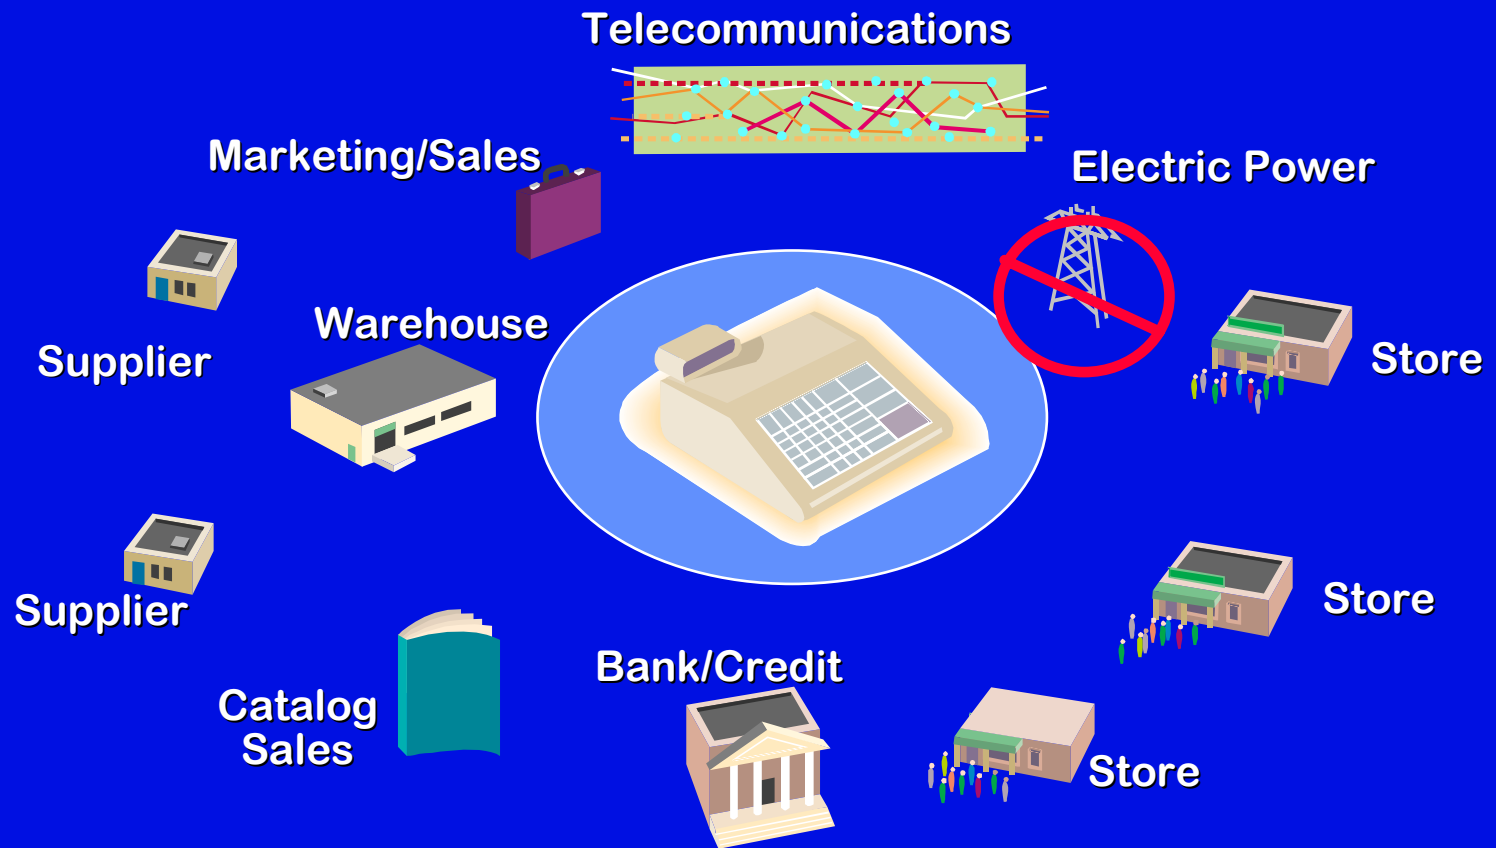 Telecommunications
Marketing/Sales
Electric Power
Warehouse
Supplier
Store
Supplier
Store
Bank/Credit
Catalog
Sales
Store